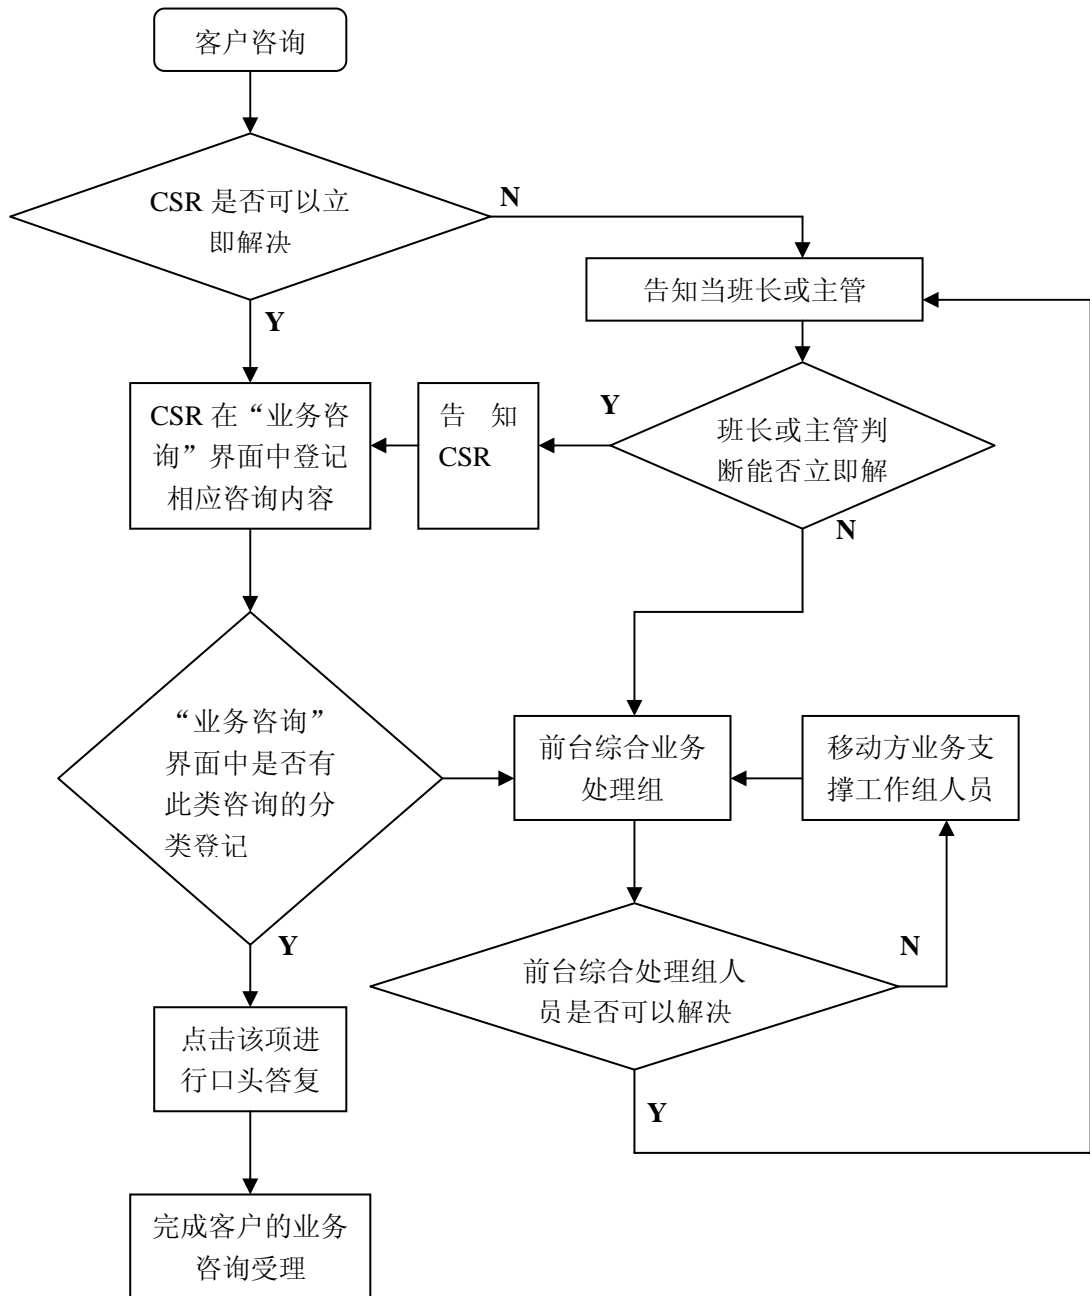 客户咨询
CSR 是否可以立
即解决
N
Y
告知当班长或主管
CSR 在“业务咨
询”界面中登记
相应咨询内容
告 知
CSR
Y
班长或主管判
断能否立即解
N
“业务咨询”
界面中是否有
此类咨询的分
类登记
前台综合业务
处理组
移动方业务支
撑工作组人员
Y
前台综合处理组人
员是否可以解决
N
Y
点击该项进
行口头答复
完成客户的业务
咨询受理